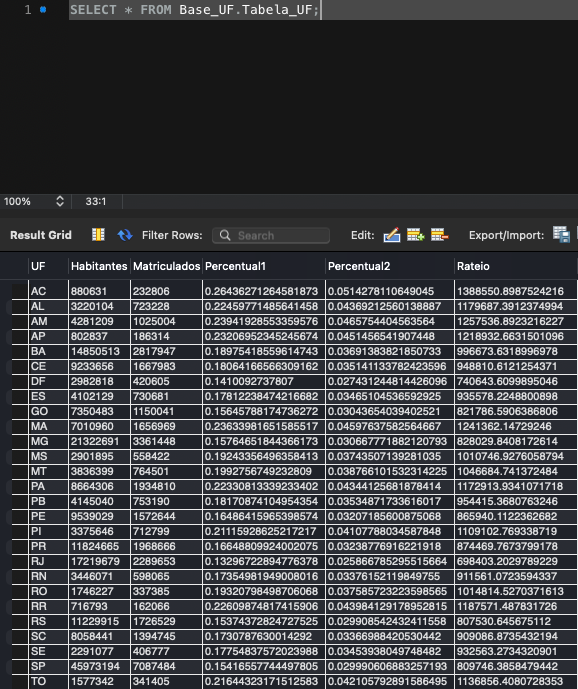 1 SELECT * FROM Base_UF.Tabela_UF;
100% 33:1
Result Grid Filter Rows: Search Edit: Export/Import:
UF Habitantes Matriculados Percentual1 Percentual2 Rateio
AC 880631 232806 0.26436271264581873 0.0514278110649045 1388550.8987524216
AL 3220104 723228 0.22459771485641458 0.04369212560138887 1179687.3912374994
AM 4281209 1025004 0.23941928553359576 0.0465754404563564 1257536.8923216227
AP 802837 186314 0.23206952345245674 0.0451456541907448 1218932.6631501096
BA 14850513 2817947 0.18975418559614743 0.03691383821850733 996673.6318996978
CE 9233656 1667983 0.18064166566309162 0.035141133782423596 948810.6121254371
DF 2982818 420605 0.1410092737807 0.027431244814426096 740643.6099895046
ES 4102129 730681 0.17812238474216682 0.03465104536592925 935578.2248800898
GO 7350483 1150041 0.15645788174736272 0.03043654039402521 821786.5906386806
MA 7010960 1656969 0.23633981651585517 0.04597637582564667 1241362.14729246
MG 21322691 3361448 0.15764651844366173 0.030667771882120793 828029.8408172614
MS 2901895 558422 0.19243356496358413 0.03743507139281035 1010746.9276058794
MT 3836399 764501 0.1992756749232809 0.038766101532314225 1046684.741372484
PA 8664306 1934810 0.22330813339233402 0.04344125681878414 1172913.9341071718
PB 4145040 753190 0.18170874104954354 0.03534871733616017 954415.3680763246
PE 9539029 1572644 0.16486415965398574 0.03207185600875068 865940.1122362682
PI 3375646 712799 0.21115928625217217 0.04107788034587848 1109102.769338719
PR 11824665 1968666 0.16648809924002075 0.03238776916221918 874469.7673799178
RJ 17219679 2289653 0.13296722894776378 0.025866785295515664 698403.2029789229
RN 3446071 598065 0.17354981949008016 0.03376152119849755 911561.0723594337
RO 1746227 337385 0.19320798498706068 0.037585723223598565 1014814.5270371613
RR 716793 162066 0.22609874817415906 0.043984129178952815 1187571.487831726
RS 11229915 1726529 0.15374372824727525 0.029908542432411558 807530.645675112
SC 8058441 1394745 0.1730787630014292 0.03366988420530442 909086.8735432194
SE 2291077 406777 0.17754837572023988 0.03453938049748482 932563.2734320901
SP 45973194 7087484 0.15416557744497805 0.029990606883257193 809746.3858479442
TO 1577342 341405 0.21644323171512583 0.042105792891586495 1136856.4080728353